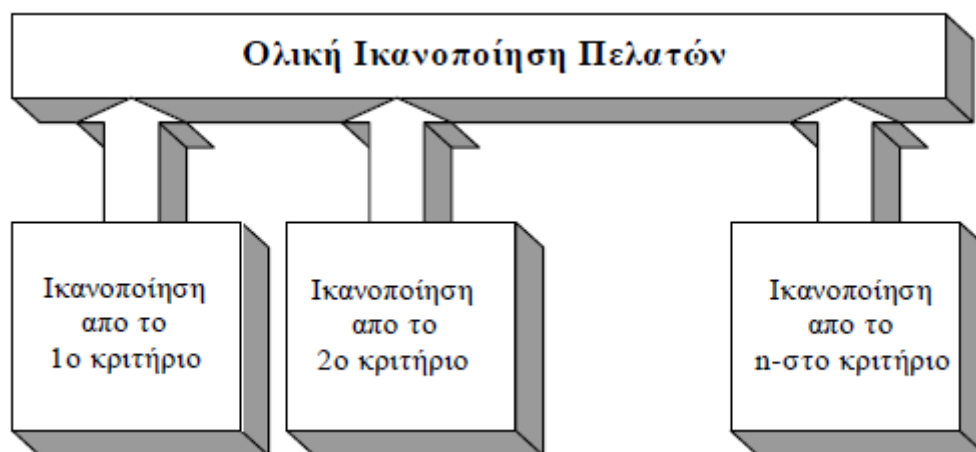 Ολική Ικανοποίηση Πελατών
Ικανοποίηση
απο το
1ο κριτήριο
Ικανοποίηση
απο το
2ο κριτήριο
Ικανοποίηση
απο το
n-στο κριτήριο